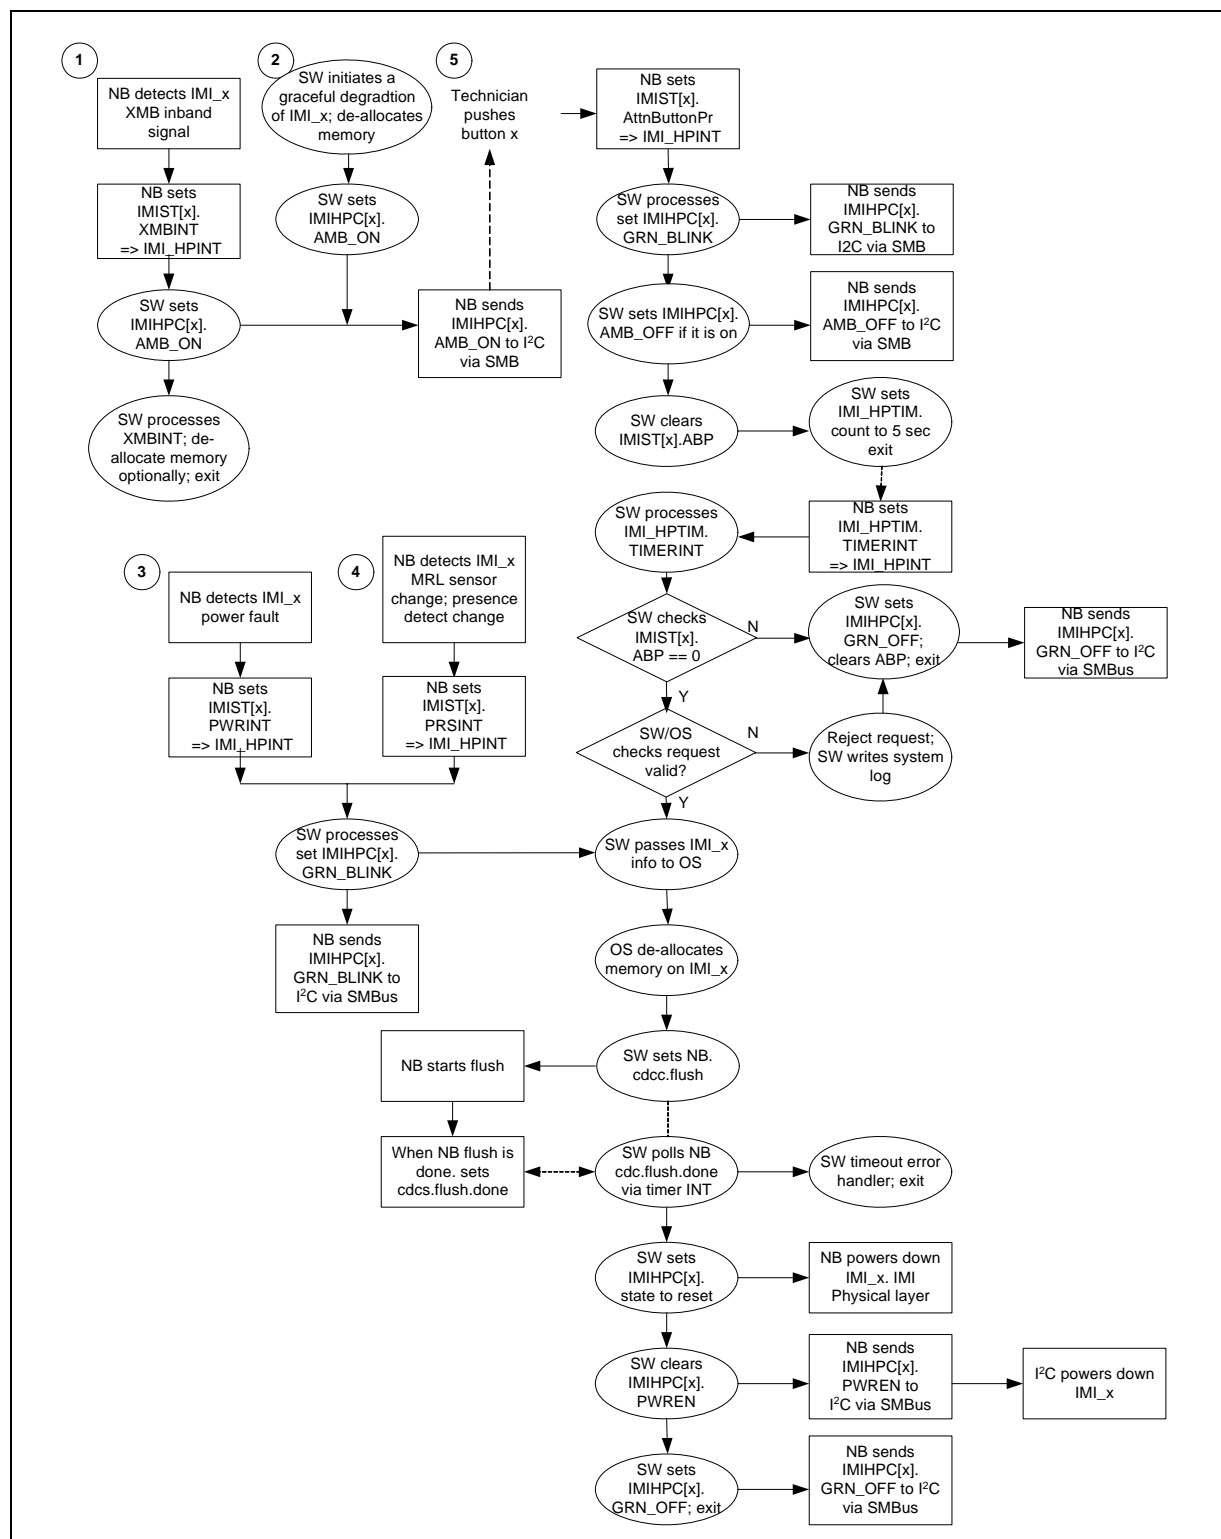 1
NB detects IMI_x
XMB inband
signal
NB sets
IMIST[x].
XMBINT
=> IMI_HPINT
SW sets
IMIHPC[x].
AMB_ON
SW processes
XMBINT; de-
allocate memory
optionally; exit
2
SW initiates a
graceful degradtion
of IMI_x; de-allocates
memory
SW sets
IMIHPC[x].
AMB_ON
NB sends
IMIHPC[x].
AMB_ON to I²C
via SMB
5
Technician
pushes
button x
NB sets
IMIST[x].
AttnButtonPr
=> IMI_HPINT
SW processes
set IMIHPC[x].
GRN_BLINK
NB sends
IMIHPC[x].
GRN_BLINK to
I2C via SMB
SW sets IMIHPC[x].
AMB_OFF if it is on
NB sends
IMIHPC[x].
AMB_OFF to I²C
via SMB
SW clears
IMIST[x].ABP
SW sets
IMI_HPTIM.
count to 5 sec
exit
SW processes
IMI_HPTIM.
TIMERINT
NB sets
IMI_HPTIM.
TIMERINT
=> IMI_HPINT
SW checks
IMIST[x].
ABP == 0
N
SW sets
IMIHPC[x].
GRN_OFF;
clears ABP; exit
NB sends
IMIHPC[x].
GRN_OFF to I²C
via SMBus
Y
SW/OS
checks request
valid?
N
Reject request;
SW writes system
log
Y
3
NB detects IMI_x
power fault
NB sets
IMIST[x].
PWRINT
=> IMI_HPINT
4
NB detects IMI_x
MRL sensor
change; presence
detect change
NB sets
IMIST[x].
PRSINT
=> IMI_HPINT
SW processes
set IMIHPC[x].
GRN_BLINK
NB sends
IMIHPC[x].
GRN_BLINK to
I²C via SMBus
SW passes IMI_x
info to OS
OS de-allocates
memory on IMI_x
SW sets NB.
cdcc.flush
NB starts flush
When NB flush is
done. sets
cdcs.flush.done
SW polls NB
cdc.flush.done
via timer INT
SW timeout error
handler; exit
SW sets
IMIHPC[x].
state to reset
NB powers down
IMI_x. IMI
Physical layer
SW clears
IMIHPC[x].
PWREN
NB sends
IMIHPC[x].
PWREN to
I²C via SMBus
I²C powers down
IMI_x
SW sets
IMIHPC[x].
GRN_OFF; exit
NB sends
IMIHPC[x].
GRN_OFF to I²C
via SMBus